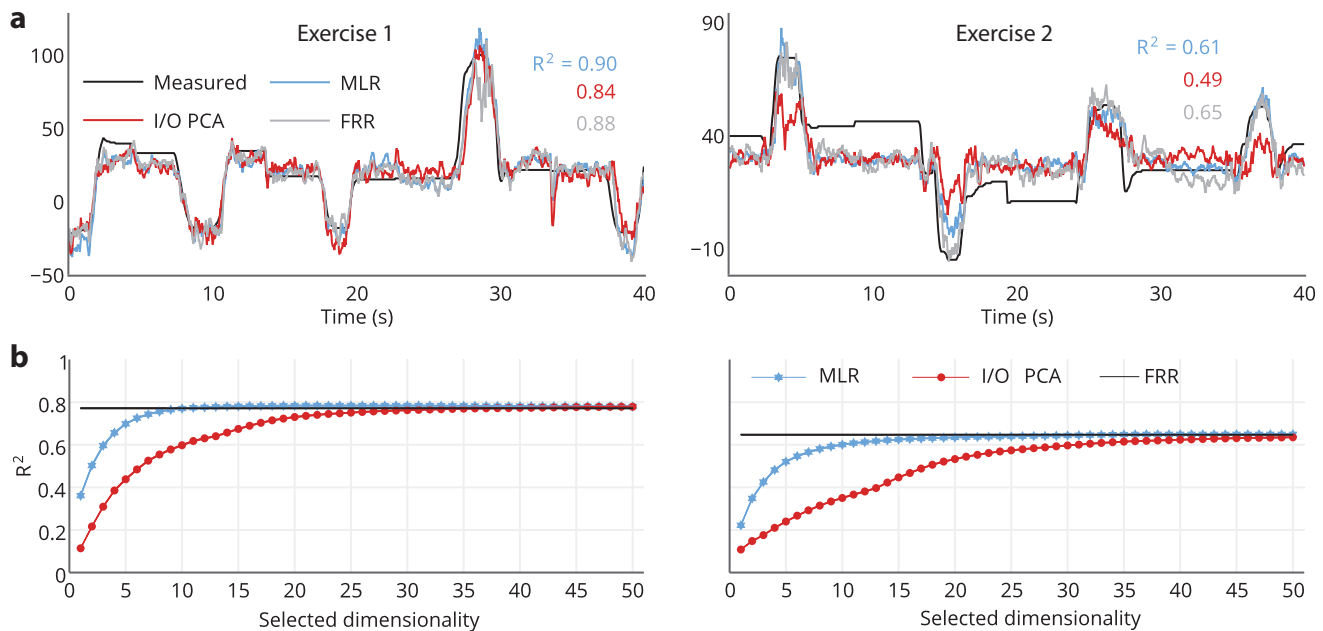 a
Exercise 1
Measured
MLR
I/O PCA
FRR
R² = 0.90
0.84
0.88
100
50
0
−50
0 10 20 30 40
Time (s)
Exercise 2
R² = 0.61
0.49
0.65
90
40
−10
0 10 20 30 40
Time (s)
b
R²
1
0.8
0.6
0.4
0.2
0
0 5 10 15 20 25 30 35 40 45 50
Selected dimensionality
MLR I/O PCA FRR
0 5 10 15 20 25 30 35 40 45 50
Selected dimensionality